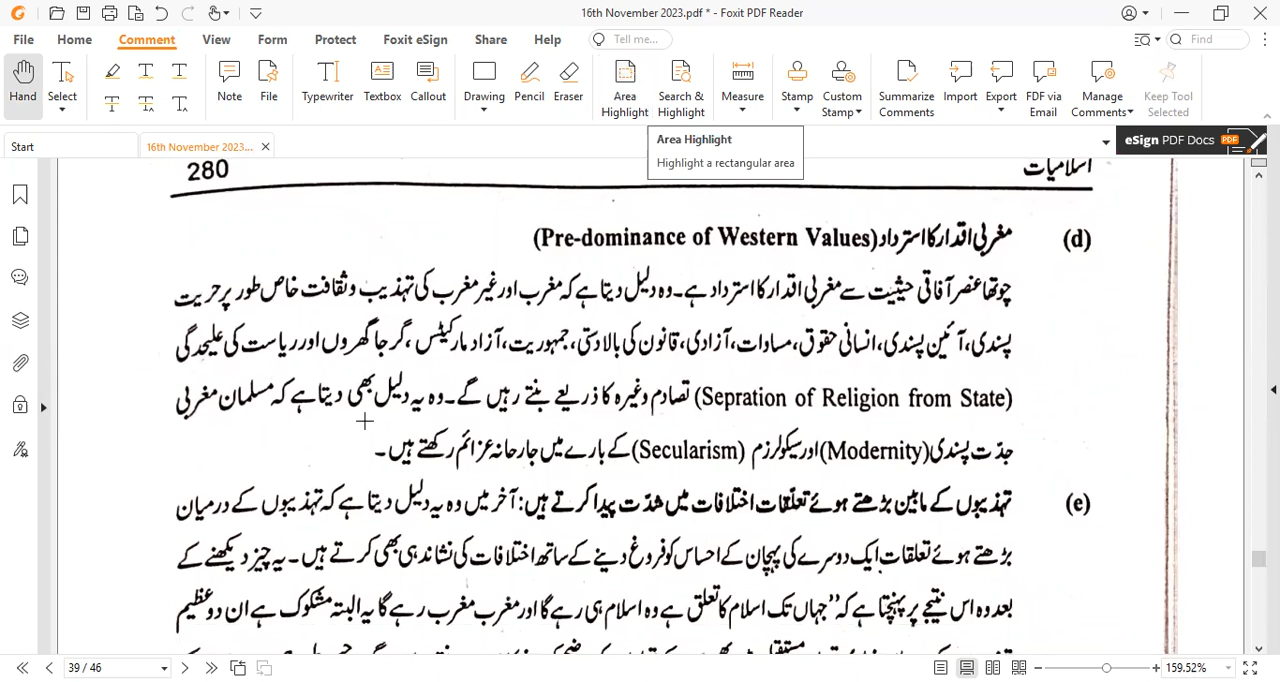 16th November 2023.pdf * - Foxit PDF Reader
File Home Comment View Form Protect Foxit eSign Share Help Tell me... Find
Hand Select Note File Typewriter Textbox Callout Drawing Pencil Eraser Area Highlight Search & Highlight Measure Stamp Custom Stamp Summarize Comments Import Export FDF via Email Manage Comments Keep Tool Selected
Start 16th November 2023... eSign PDF Docs PDF
Area Highlight
Highlight a rectangular area
اسلامیات 280
(d) مغربی اقدار کا استرداد (Pre-dominance of Western Values)
چوتھا عنصر آفاقی حیثیت سے مغربی اقدار کا استرداد ہے۔ وہ دلیل دیتا ہے کہ مغرب اور غیر مغرب کی تہذیب و ثقافت خاص طور پر حریت
پسندی، آئین پسندی، انسانی حقوق، مساوات، آزادی، قانون کی بالادستی، جمہوریت، آزاد مارکیٹس، گرجا گھروں اور ریاست کی علیحدگی
(Sepration of Religion from State) تصادم وغیرہ کا ذریعے بنتے رہیں گے۔ وہ یہ دلیل بھی دیتا ہے کہ مسلمان مغربی
جدّت پسندی (Modernity) اور سیکولرزم (Secularism) کے بارے میں جارحانہ عزائم رکھتے ہیں۔
(e) تہذیبوں کے مابین بڑھتے ہوئے تعلّقات اختلافات میں شدّت پیدا کرتے ہیں: آخر میں وہ یہ دلیل دیتا ہے کہ تہذیبوں کے درمیان
بڑھتے ہوئے تعلقات ایک دوسرے کی پہچان کے احساس کو فروغ دینے کے ساتھ اختلافات کی نشاندہی بھی کرتے ہیں۔ یہ چیز دیکھنے کے
بعد وہ اس نتیجے پر پہنچتا ہے کہ ”جہاں تک اسلام کا تعلق ہے وہ اسلام ہی رہے گا اور مغرب مغرب رہے گا یہ البتہ مشکوک ہے ان دو عظیم
39 / 46 159.52%